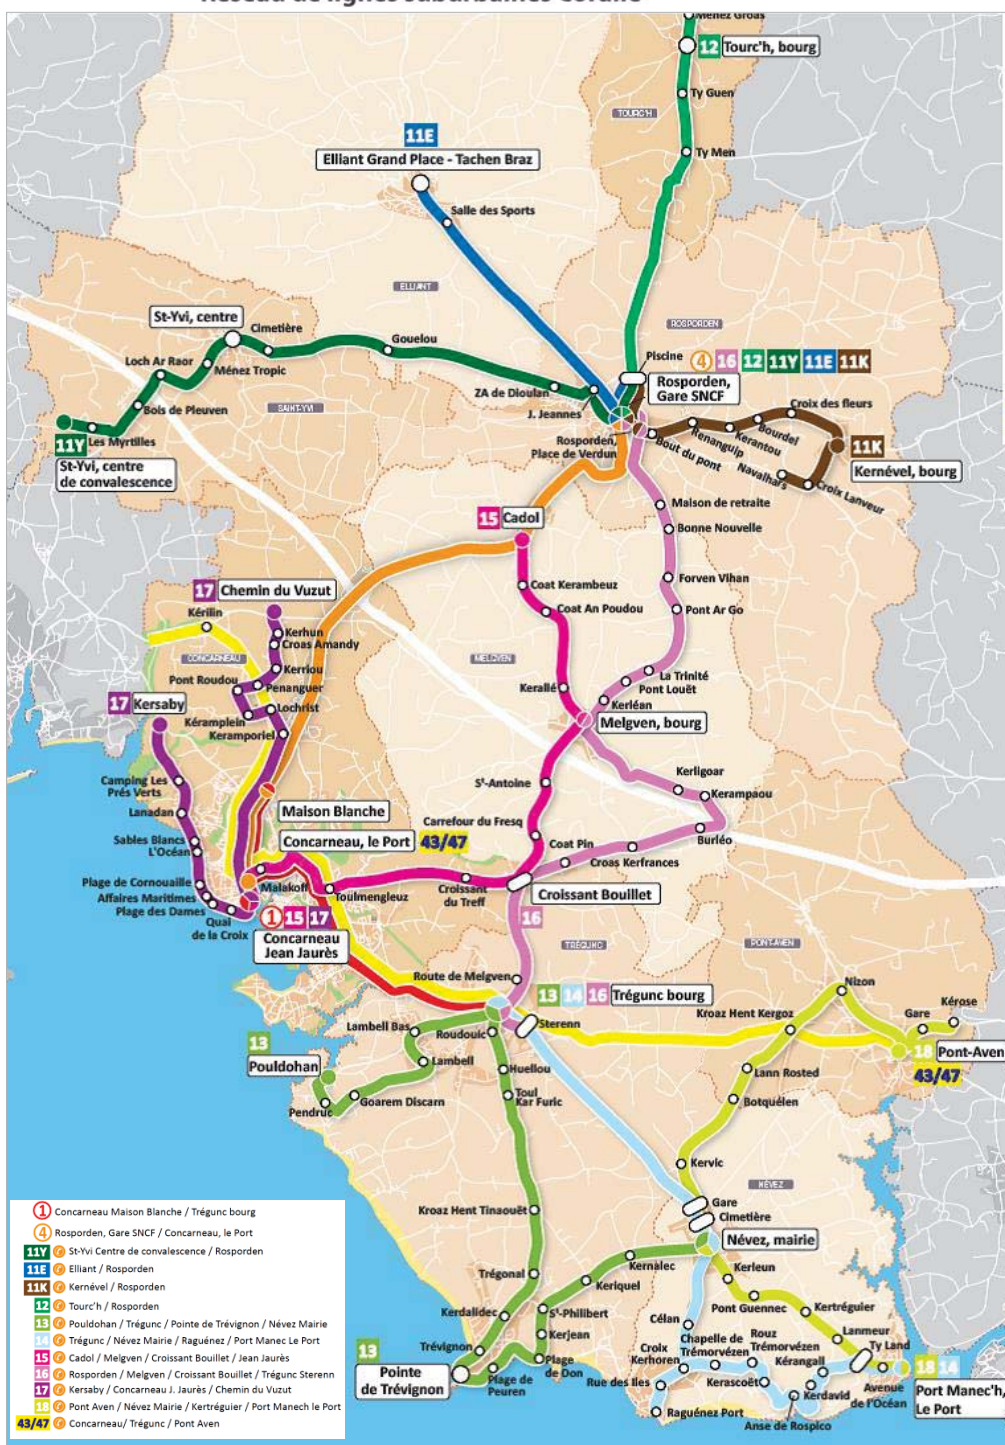 Réseau de lignes suburbaines Coralie
Ménez Groas
12 Tourc'h, bourg
Ty Guen
TOURC'H
Ty Men
11E
Elliant Grand Place - Tachen Braz
Salle des Sports
ELLIANT
ROSPORDEN
St-Yvi, centre
Cimetière
Gouelou
Loch Ar Raor
Ménez Tropic
Bois de Pleuven
SAINT-YVI
Les Myrtilles
11Y
St-Yvi, centre
de convalescence
ZA de Dioulan
J. Jeannes
Piscine
4 16 12 11Y 11E 11K
Rosporden,
Gare SNCF
Rosporden,
Place de Verdun
Bout du pont
Renanguip
Kerantou
Bourdel
Croix des fleurs
11K
Kernével, bourg
Navalhars
Croix Lanveur
Maison de retraite
Bonne Nouvelle
15 Cadol
Coat Kerambeuz
Coat An Poudou
Forven Vihan
Pont Ar Go
MELGVEN
La Trinité
Pont Louët
Kerléan
Kerallé
Melgven, bourg
17 Chemin du Vuzut
Kérilin
Kerhun
Croas Amandy
CONCARNEAU
Kerriou
Pont Roudou
Penanguer
Lochrist
Kéramplein
Keramporiel
17 Kersaby
Camping Les
Prés Verts
Lanadan
Sables Blancs
L'Océan
Plage de Cornouaille
Affaires Maritimes
Plage des Dames
Quai
de la Croix
Maison Blanche
Concarneau, le Port 43/47
Malakoff
Toulmengleuz
1 15 17
Concarneau
Jean Jaurès
St-Antoine
Carrefour du Fresq
Coat Pin
Croissant
du Treff
Croas Kerfrances
Kerligoar
Kerampaou
Burléo
Croissant Bouillet
16
TRÉGUNC
PONT-AVEN
Route de Melgven
13 14 16 Trégunc bourg
Sterenn
Kroaz Hent Kergoz
Nizon
Gare
Kérose
18 Pont-Aven
43/47
Lambell Bas
Roudouic
Lambell
Huellou
Toul
Kar Furic
13
Pouldohan
Pendruc
Goarem Discarn
Lann Rosted
Botquélen
Kervic
NÉVEZ
Gare
Cimetière
Névez, mairie
Kroaz Hent Tinaouët
Trégonal
Kerdalidec
Trévignon
13
Pointe
de Trévignon
Plage de
Peuren
Plage
de Don
Kerjean
St-Philibert
Keriquel
Kernalec
Kerleun
Pont Guennec
Kertréguier
Lanmeur
Ty Land
Célan
Croix
Kerhoren
Chapelle de
Trémorvézen
Rouz
Trémorvézen
Kérangall
Rue des Iles
Raguénez Port
Kerascoët
Anse de Rospico
Kerdavid
Avenue
de l'Océan
18 14
Port Manec'h,
Le Port
1 Concarneau Maison Blanche / Trégunc bourg
4 Rosporden, Gare SNCF / Concarneau, le Port
11Y St-Yvi Centre de convalescence / Rosporden
11E Elliant / Rosporden
11K Kernével / Rosporden
12 Tourc'h / Rosporden
13 Pouldohan / Trégunc / Pointe de Trévignon / Névez Mairie
14 Trégunc / Névez Mairie / Raguénez / Port Manec Le Port
15 Cadol / Melgven / Croissant Bouillet / Jean Jaurès
16 Rosporden / Melgven / Croissant Bouillet / Trégunc Sterenn
17 Kersaby / Concarneau J. Jaurès / Chemin du Vuzut
18 Pont Aven / Névez Mairie / Kertréguier / Port Manech le Port
43/47 Concarneau/ Trégunc / Pont Aven